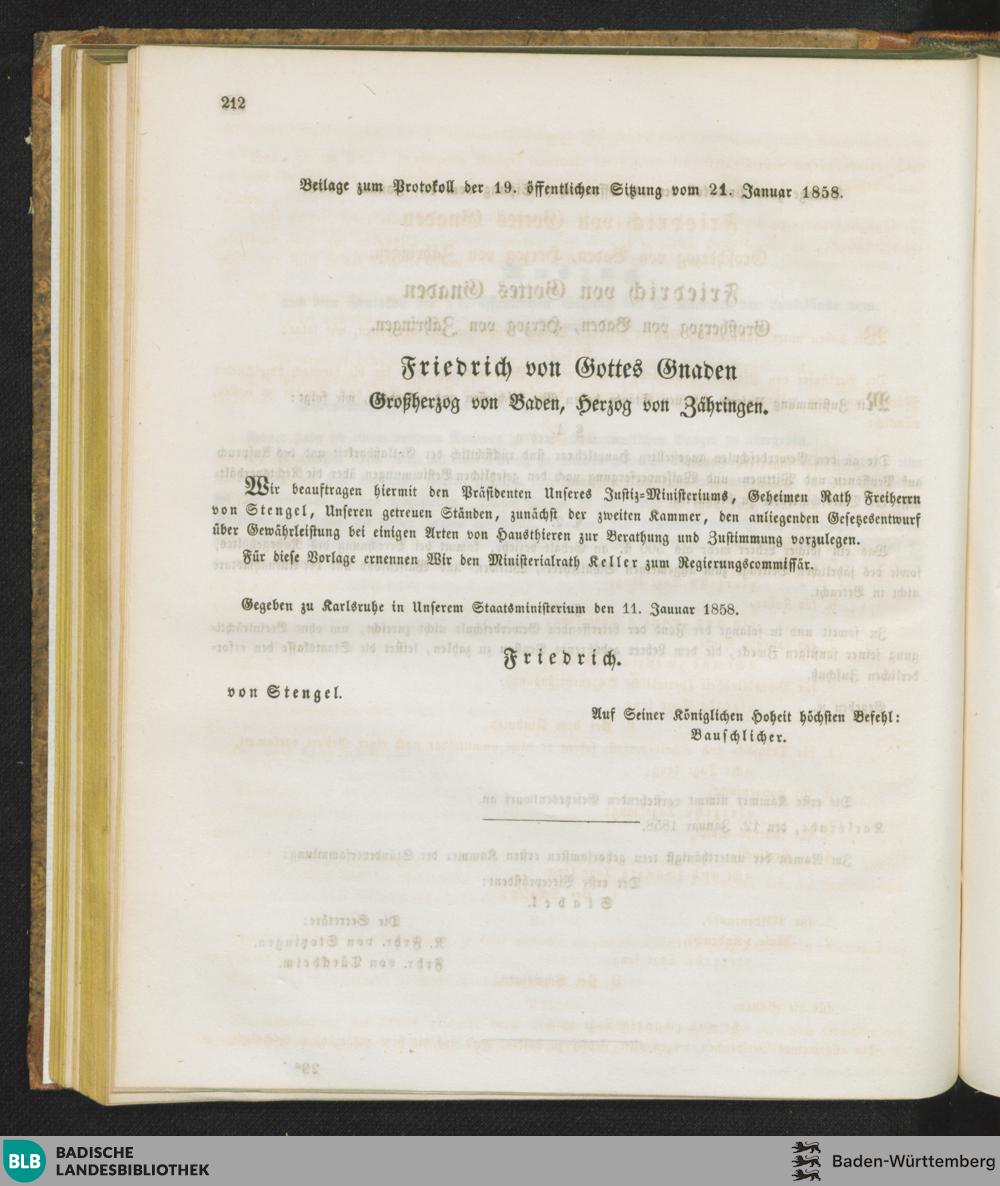 212
Beilage zum Protokoll der 19. öffentlichen Sitzung vom 21. Januar 1858.
Friedrich von Gottes Gnaden
Großherzog von Baden, Herzog von Zähringen.
Wir beauftragen hiermit den Präsidenten Unseres Justiz-Ministeriums, Geheimen Rath Freiherrn
von Stengel, Unseren getreuen Ständen, zunächst der zweiten Kammer, den anliegenden Gesetzesentwurf
über Gewährleistung bei einigen Arten von Hausthieren zur Berathung und Zustimmung vorzulegen.
Für diese Vorlage ernennen Wir den Ministerialrath Keller zum Regierungscommissär.
Gegeben zu Karlsruhe in Unserem Staatsministerium den 11. Januar 1858.
Friedrich.
von Stengel.
Auf Seiner Königlichen Hoheit höchsten Befehl:
Bauschlicher.
BLB BADISCHE
LANDESBIBLIOTHEK
Baden-Württemberg